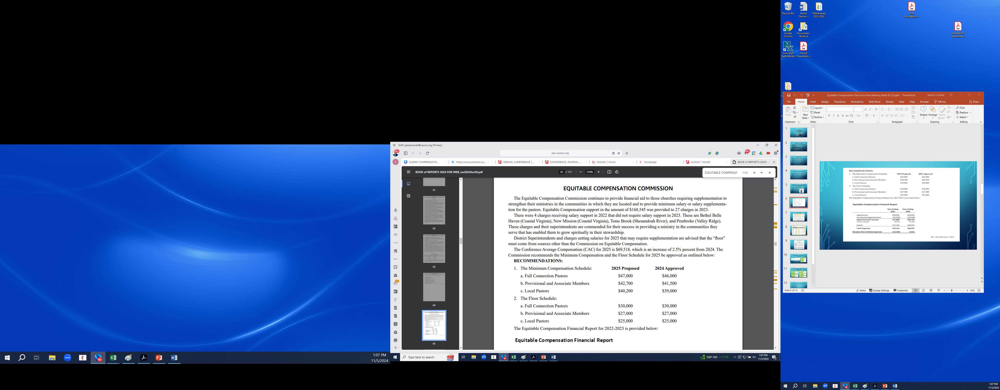 1:07 PM
11/5/2024
Shift | jessiecolwell@vaumc.org (Primary)
doc.vaumc.org
CLERGY COMPENSATIO...
https://www.pandora.co...
ANNUAL CONFERENCE |...
CONFERENCE JOURNAL ...
NGUMC | Home
Homepage
ac2024 | VAUMC
BOOK of REPORTS 2024 ...
BOOK of REPORTS 2024 FOR WEB_rev2024Jun10.pdf
45 / 117
150%
EQUITABLE COMPENSA
7/29
41
42
43
44
45
EQUITABLE COMPENSATION COMMISSION
The Equitable Compensation Commission continues to provide financial aid to those churches requiring supplementation to
strengthen their ministries in the communities in which they are located and to provide minimum salary or salary supplementa-
tion for the pastors. Equitable Compensation support in the amount of $168,545 was provided to 27 charges in 2023.
There were 4 charges receiving salary support in 2022 that did not require salary support in 2023. These are Bethel Belle
Haven (Coastal Virginia), New Mission (Coastal Virginia), Toms Brook (Shenandoah River), and Pembroke (Valley Ridge).
These charges and their superintendents are commended for their success in providing a ministry in the communities they
serve that has enabled them to grow spiritually in their stewardship.
District Superintendents and charges setting salaries for 2025 that may require supplementation are advised that the “floor”
must come from sources other than the Commission on Equitable Compensation.
The Conference Average Compensation (CAC) for 2025 is $69,518, which is an increase of 2.5% percent from 2024. The
Commission recommends the Minimum Compensation and the Floor Schedule for 2025 be approved as outlined below:
RECOMMENDATIONS:
1. The Minimum Compensation Schedule: 2025 Proposed 2024 Approved
a. Full Connection Pastors $47,000 $46,000
b. Provisional and Associate Members $42,700 $41,500
c. Local Pastors $40,200 $39,000
2. The Floor Schedule:
a. Full Connection Pastors $30,000 $30,000
b. Provisional and Associate Members $27,000 $27,000
c. Local Pastors $25,000 $25,000
The Equitable Compensation Financial Report for 2022-2023 is provided below:
Equitable Compensation Financial Report
Type here to search
S&P 500 +1.17%
1:07 PM
11/5/2024
Recycle Bin
Board Decisio...
Withdrawals 2023-2024
KIM Hyungkyun...
Google Chrome
Documents - Shortcut
Hoerster DS Recomme...
SonicWall NetExtender
Howell Presentatio...
Equitable Compensation Task Force Intro Meeting Slides 8.2.23.pptx - PowerPoint
Jessie S. Colwell
File Home Insert Design Transitions Animations Slide Show Review View Help Acrobat Tell me Share
Paste
New Slide
Layout
Reset
Section
Shapes Arrange Quick Styles
Find
Replace
Select
Clipboard Slides Font Paragraph Drawing Editing
1
2
3
4
5
6
7
8
9
10
11
12
RECOMMENDATIONS:
1. The Minimum Compensation Schedule: 2024 Proposed 2023 Approved
a. Full Connection Pastors $45,000 $45,000
b. Provisional and Associate Members $40,500 $40,500
c. Local Pastors $38,000 $38,000
2. The Floor Schedule:
a. Full Connection Pastors $30,000 $30,000
b. Provisional and Associate Members $27,000 $27,000
c. Local Pastors $25,000 $25,000
The Equitable Compensation Financial Report for 2021-2022 is provided below:
Equitable Compensation Financial Report
Year Ending Year Ending
2021 2022
Apportioned 200,000 200,000
Uncollected Apportionment (42,200) (33,250)
Apportionment Income 157,800 166,750
Percent Collected
Grants 172,133 160,437
Total Expenses 172,133 160,437
Receipts Over (Under) Expenses (14,333) 6,313
-Rev. Tom Durrance, Chair
Slide 6 of 13
Notes Display Settings Comments 61%
1:07 PM
11/5/2024